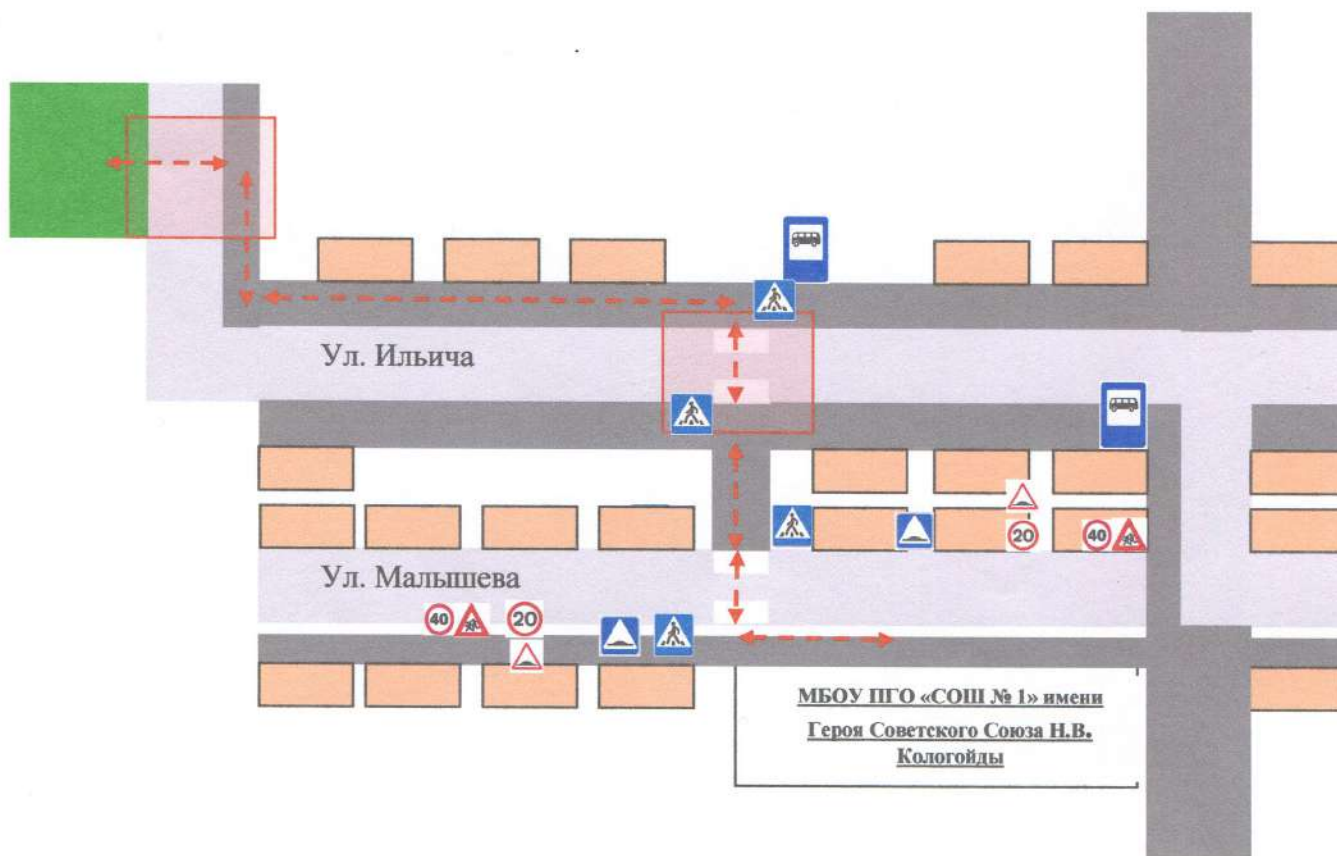 Ул. Ильича
20
40
Ул. Малышева
40
20
МБОУ ПГО «СОШ № 1» имени
Героя Советского Союза Н.В.
Кологойды